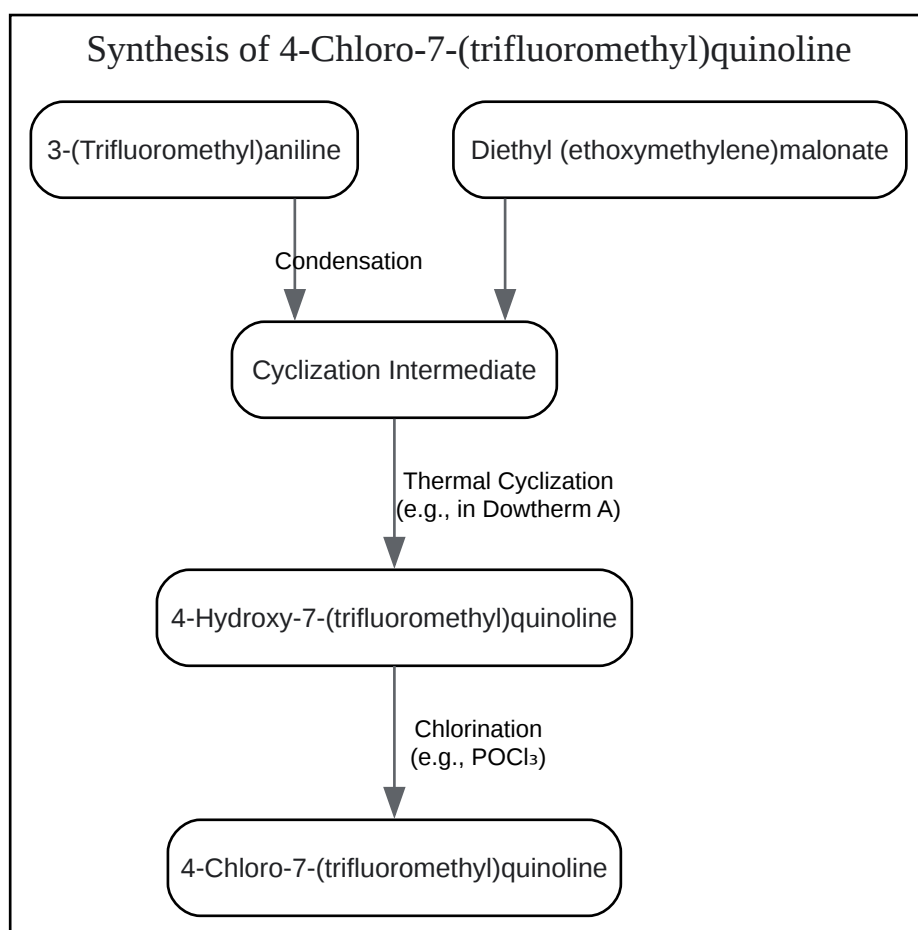 Synthesis of 4-Chloro-7-(trifluoromethyl)quinoline
3-(Trifluoromethyl)aniline
Diethyl (ethoxymethylene)malonate
Condensation
Cyclization Intermediate
Thermal Cyclization
(e.g., in Dowtherm A)
4-Hydroxy-7-(trifluoromethyl)quinoline
Chlorination
(e.g., POCl₃)
4-Chloro-7-(trifluoromethyl)quinoline